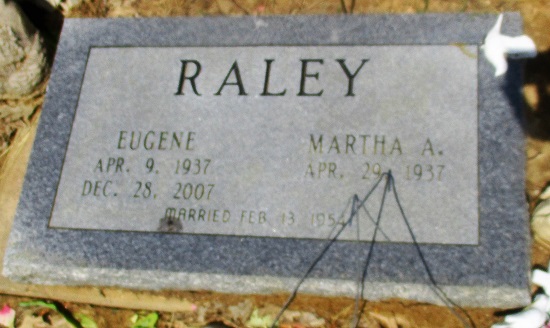 RALEY
EUGENE
APR. 9, 1937
DEC. 28, 2007
MARTHA A.
APR. 29, 1937
MARRIED FEB. 13 1954